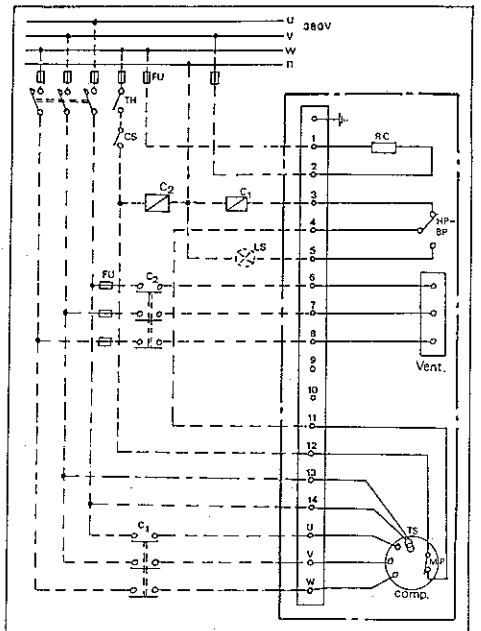 U 380V
V
W
n
FU
TH
CS
1
RC
2
C2 C1 3
HP-
BP
4
LS 5
FU C2 6
7
8
Vent.
9
10
11
12
13
14
TS
C1 U
V MP
W
comp.